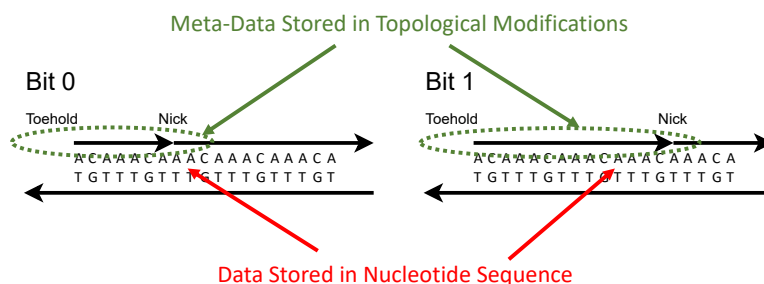 Meta-Data Stored in Topological Modifications
Bit 0
Bit 1
Toehold
Nick
Toehold
Nick
ACAAACAAACAAACAAACA
TGTTTGTTTGTTTGTTTGT
ACAAACAAACAAACAAACA
TGTTTGTTTGTTTGTTTGT
Data Stored in Nucleotide Sequence